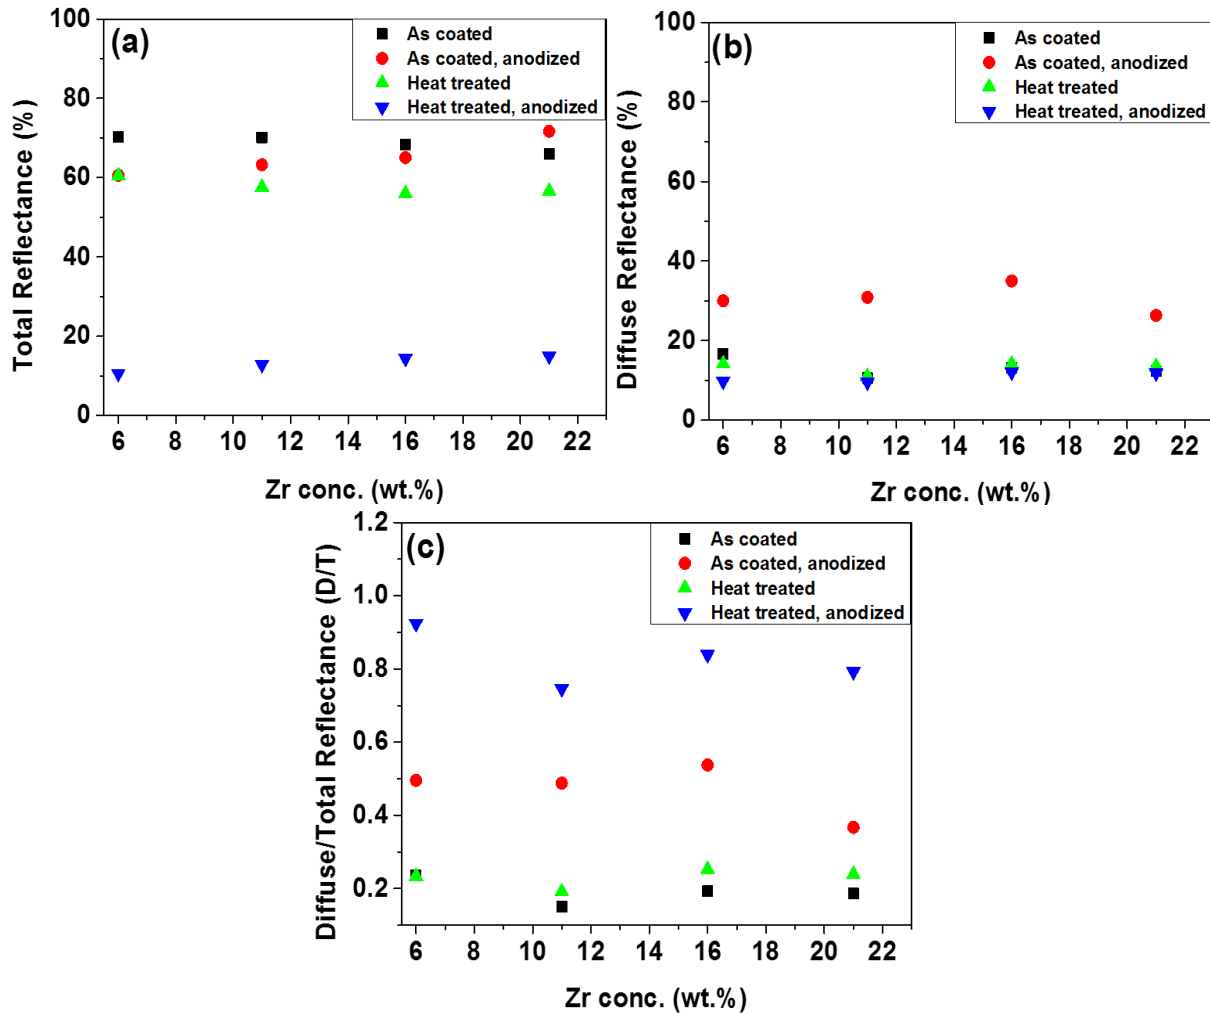 (a)
As coated
As coated, anodized
Heat treated
Heat treated, anodized
Total Reflectance (%)
100
80
60
40
20
0
6 8 10 12 14 16 18 20 22
Zr conc. (wt.%)
(b)
As coated
As coated, anodized
Heat treated
Heat treated, anodized
Diffuse Reflectance (%)
100
80
60
40
20
0
6 8 10 12 14 16 18 20 22
Zr conc. (wt.%)
(c)
As coated
As coated, anodized
Heat treated
Heat treated, anodized
Diffuse/Total Reflectance (D/T)
1.2
1.0
0.8
0.6
0.4
0.2
6 8 10 12 14 16 18 20 22
Zr conc. (wt.%)